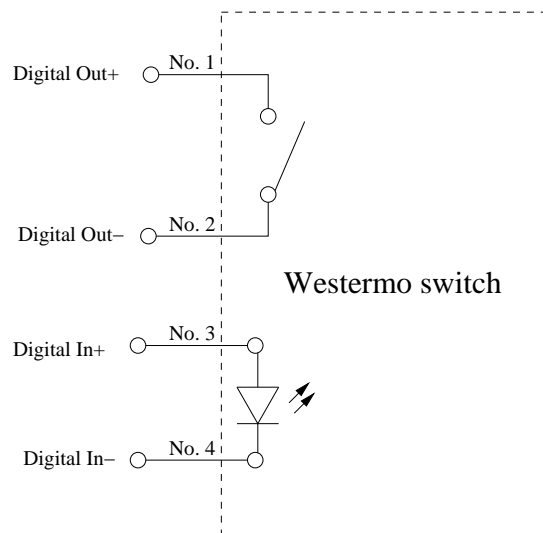 Digital Out+
No. 1
Digital Out−
No. 2
Westermo switch
Digital In+
No. 3
Digital In−
No. 4